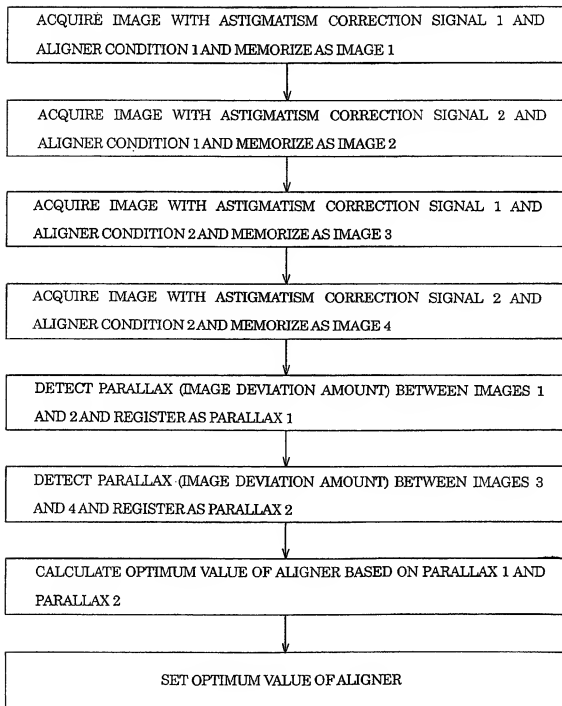 ACQUIRE IMAGE WITH ASTIGMATISM CORRECTION SIGNAL 1 AND
ALIGNER CONDITION 1 AND MEMORIZE AS IMAGE 1
ACQUIRE IMAGE WITH ASTIGMATISM CORRECTION SIGNAL 2 AND
ALIGNER CONDITION 1 AND MEMORIZE AS IMAGE 2
ACQUIRE IMAGE WITH ASTIGMATISM CORRECTION SIGNAL 1 AND
ALIGNER CONDITION 2 AND MEMORIZE AS IMAGE 3
ACQUIRE IMAGE WITH ASTIGMATISM CORRECTION SIGNAL 2 AND
ALIGNER CONDITION 2 AND MEMORIZE AS IMAGE 4
DETECT PARALLAX (IMAGE DEVIATION AMOUNT) BETWEEN IMAGES 1
AND 2 AND REGISTER AS PARALLAX 1
DETECT PARALLAX (IMAGE DEVIATION AMOUNT) BETWEEN IMAGES 3
AND 4 AND REGISTER AS PARALLAX 2
CALCULATE OPTIMUM VALUE OF ALIGNER BASED ON PARALLAX 1 AND
PARALLAX 2
SET OPTIMUM VALUE OF ALIGNER